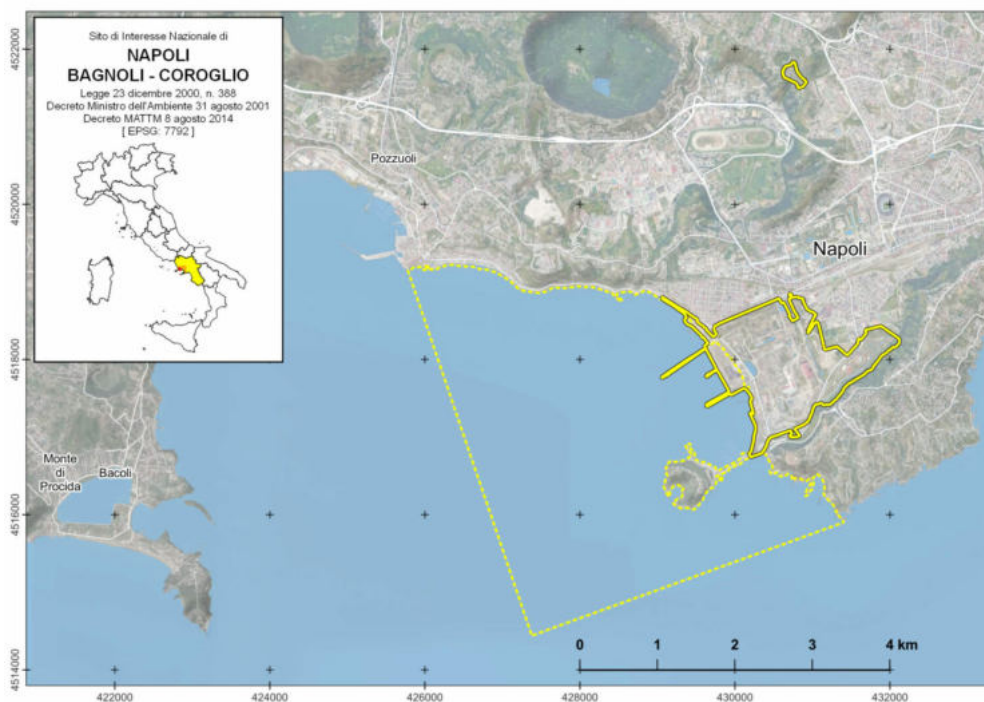 Sito di Interesse Nazionale di
NAPOLI
BAGNOLI - COROGLIO
Legge 23 dicembre 2000, n. 388
Decreto Ministro dell'Ambiente 31 agosto 2001
Decreto MATTM 8 agosto 2014
[ EPSG: 7792 ]
4522000
4520000
4518000
4516000
4514000
Pozzuoli
Napoli
Monte
di
Procida
Bacoli
0 1 2 3 4 km
422000 424000 426000 428000 430000 432000